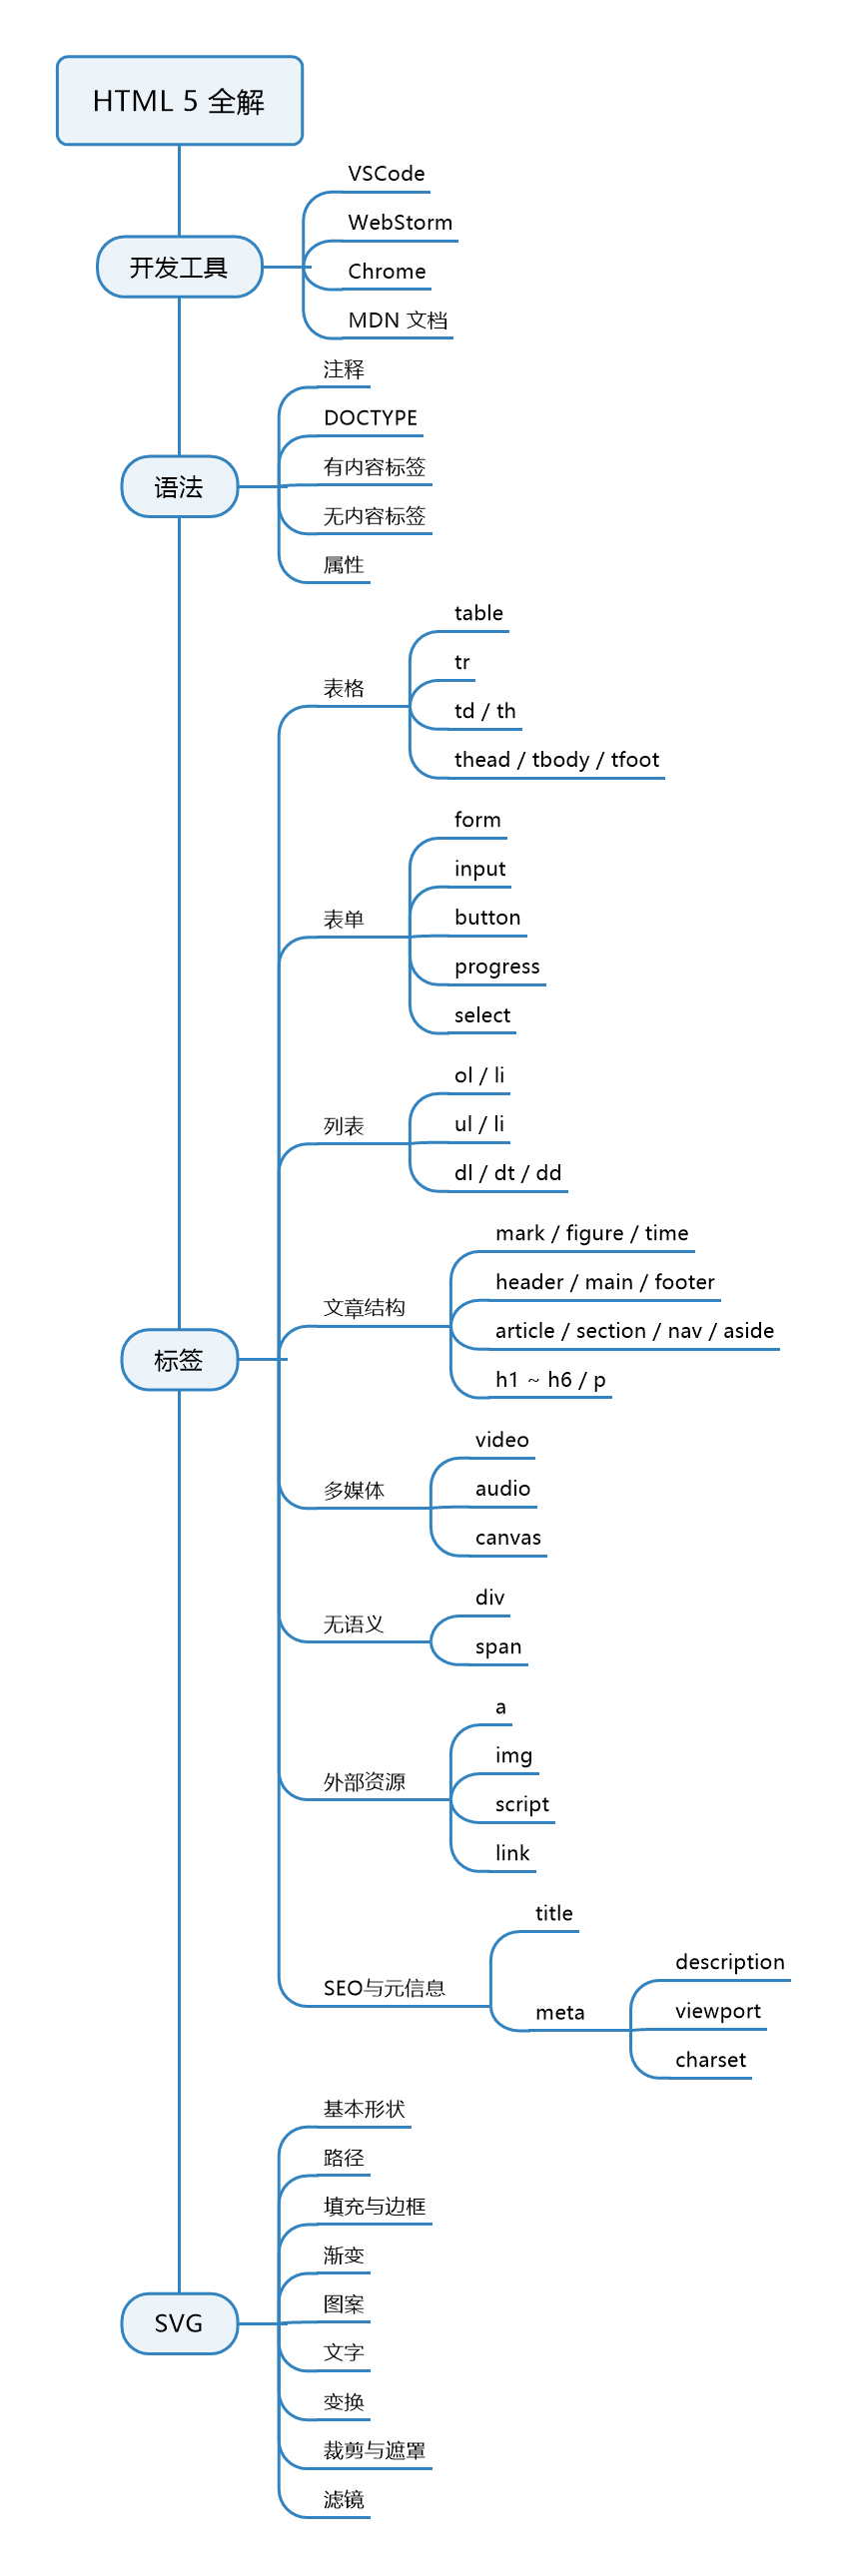 HTML 5 全解
开发工具
VSCode
WebStorm
Chrome
MDN 文档
语法
注释
DOCTYPE
有内容标签
无内容标签
属性
标签
表格
table
tr
td / th
thead / tbody / tfoot
表单
form
input
button
progress
select
列表
ol / li
ul / li
dl / dt / dd
文章结构
mark / figure / time
header / main / footer
article / section / nav / aside
h1 ~ h6 / p
多媒体
video
audio
canvas
无语义
div
span
外部资源
a
img
script
link
SEO与元信息
title
meta
description
viewport
charset
SVG
基本形状
路径
填充与边框
渐变
图案
文字
变换
裁剪与遮罩
滤镜